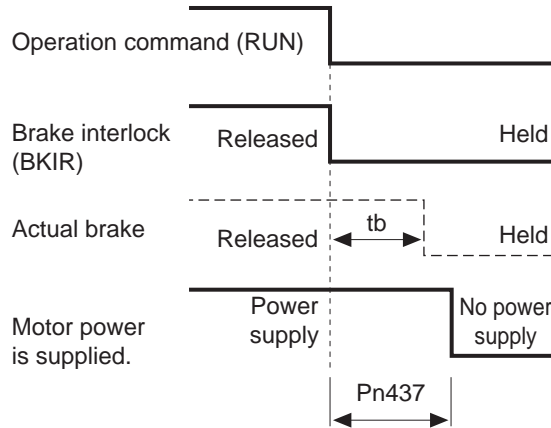 Operation command (RUN)
Brake interlock
(BKIR)
Released
Held
Actual brake
Released
tb
Held
Motor power
is supplied.
Power
supply
No power
supply
Pn437